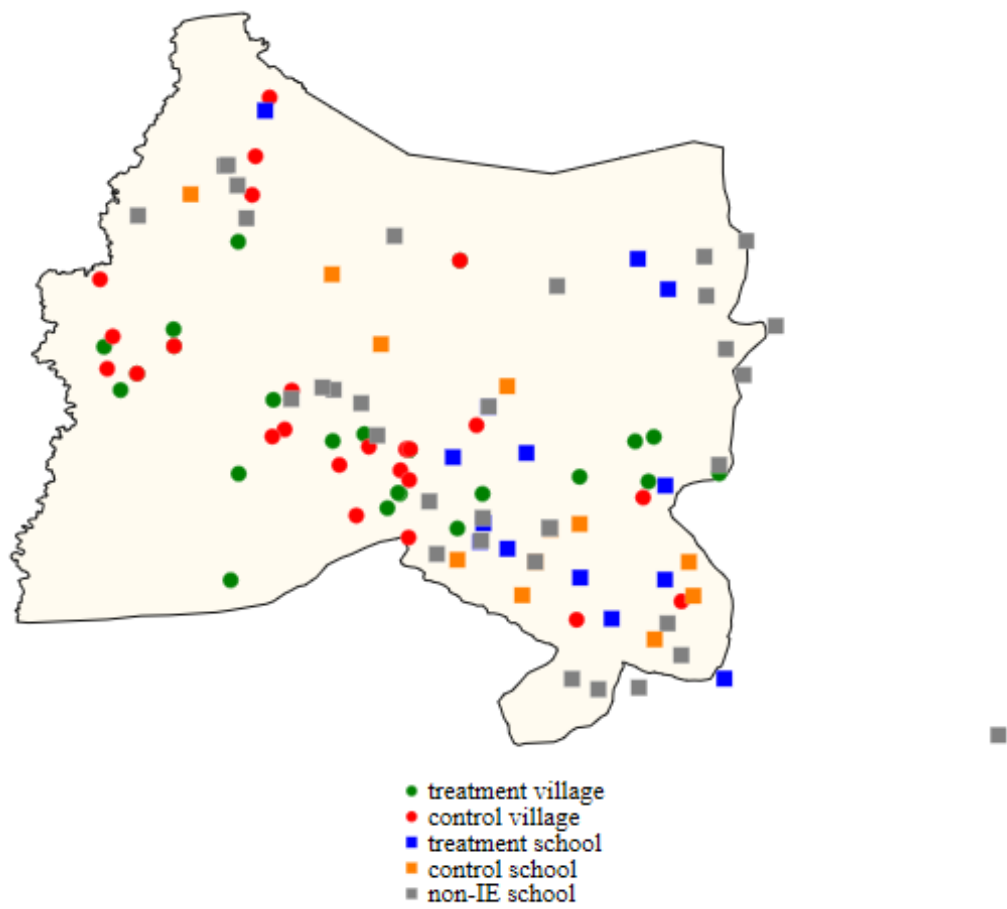 treatment village
control village
treatment school
control school
non-IE school